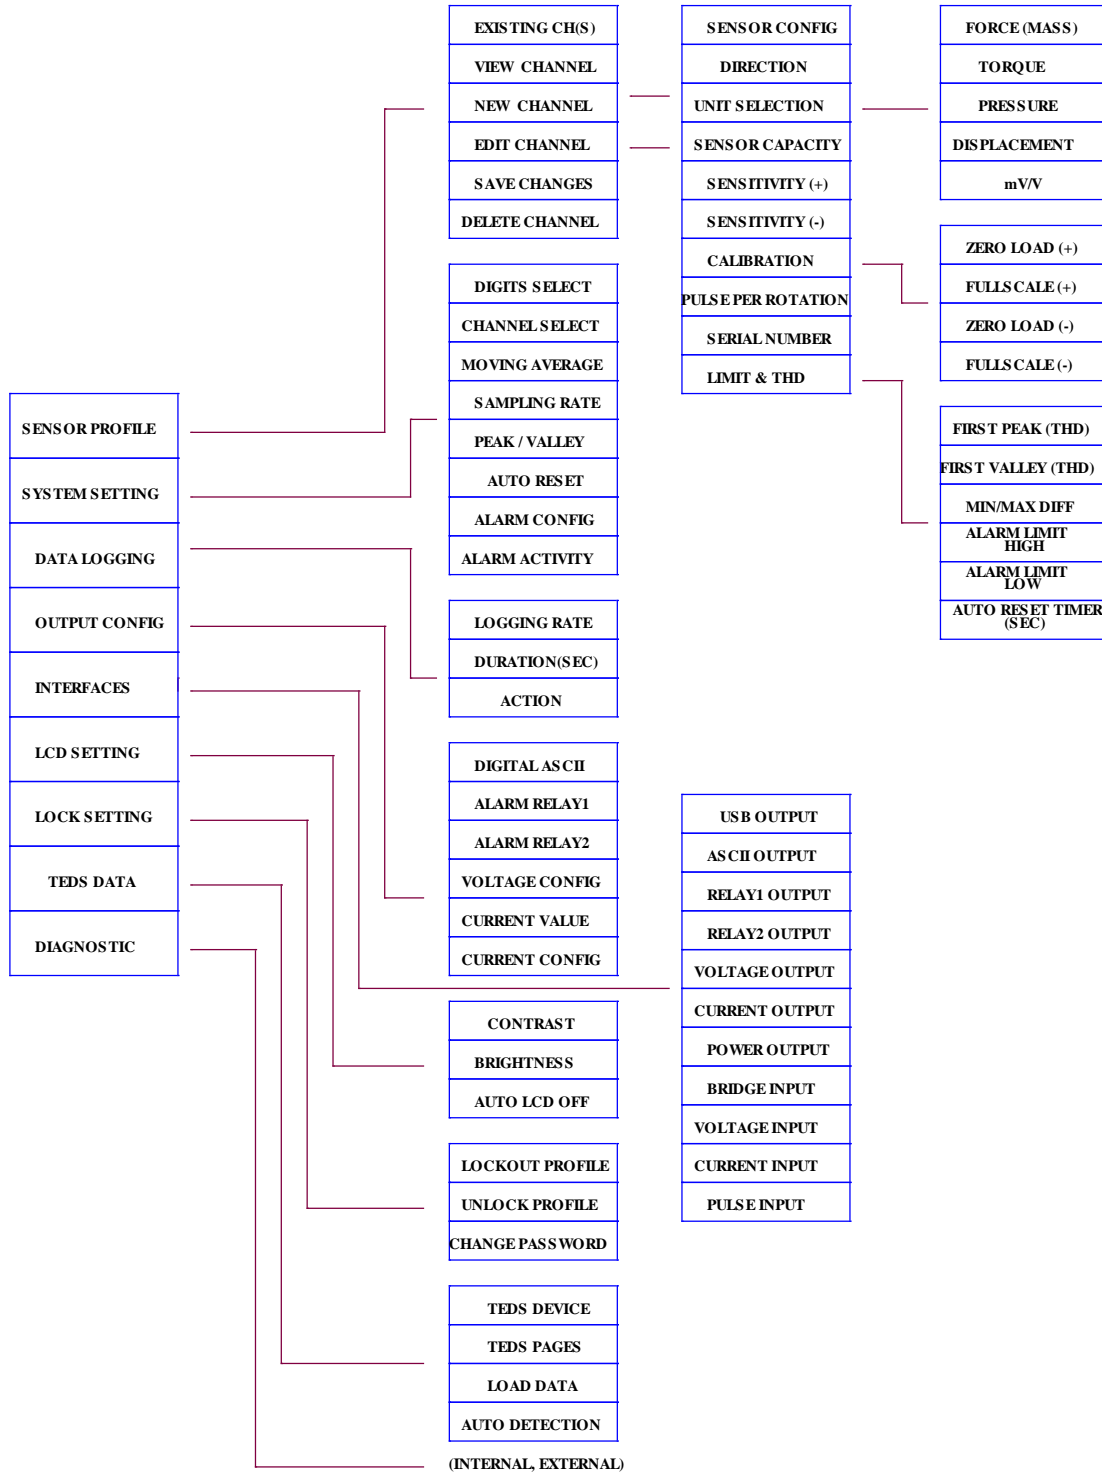 SENSOR PROFILE
SYSTEM SETTING
DATA LOGGING
OUTPUT CONFIG
INTERFACES
LCD SETTING
LOCK SETTING
TEDS DATA
DIAGNOSTIC
EXISTING CH(S)
VIEW CHANNEL
NEW CHANNEL
EDIT CHANNEL
SAVE CHANGES
DELETE CHANNEL
DIGITS SELECT
CHANNEL SELECT
MOVING AVERAGE
SAMPLING RATE
PEAK / VALLEY
AUTO RESET
ALARM CONFIG
ALARM ACTIVITY
LOGGING RATE
DURATION(SEC)
ACTION
DIGITAL ASCII
ALARM RELAY1
ALARM RELAY2
VOLTAGE CONFIG
CURRENT VALUE
CURRENT CONFIG
CONTRAST
BRIGHTNESS
AUTO LCD OFF
LOCKOUT PROFILE
UNLOCK PROFILE
CHANGE PASSWORD
TEDS DEVICE
TEDS PAGES
LOAD DATA
AUTO DETECTION
(INTERNAL, EXTERNAL)
SENSOR CONFIG
DIRECTION
UNIT SELECTION
SENSOR CAPACITY
SENSITIVITY (+)
SENSITIVITY (-)
CALIBRATION
PULSE PER ROTATION
SERIAL NUMBER
LIMIT & THD
USB OUTPUT
ASCII OUTPUT
RELAY1 OUTPUT
RELAY2 OUTPUT
VOLTAGE OUTPUT
CURRENT OUTPUT
POWER OUTPUT
BRIDGE INPUT
VOLTAGE INPUT
CURRENT INPUT
PULSE INPUT
FORCE (MASS)
TORQUE
PRESSURE
DISPLACEMENT
mV/V
ZERO LOAD (+)
FULLSCALE (+)
ZERO LOAD (-)
FULLSCALE (-)
FIRST PEAK (THD)
FIRST VALLEY (THD)
MIN/MAX DIFF
ALARM LIMIT
HIGH
ALARM LIMIT
LOW
AUTO RESET TIMER
(SEC)